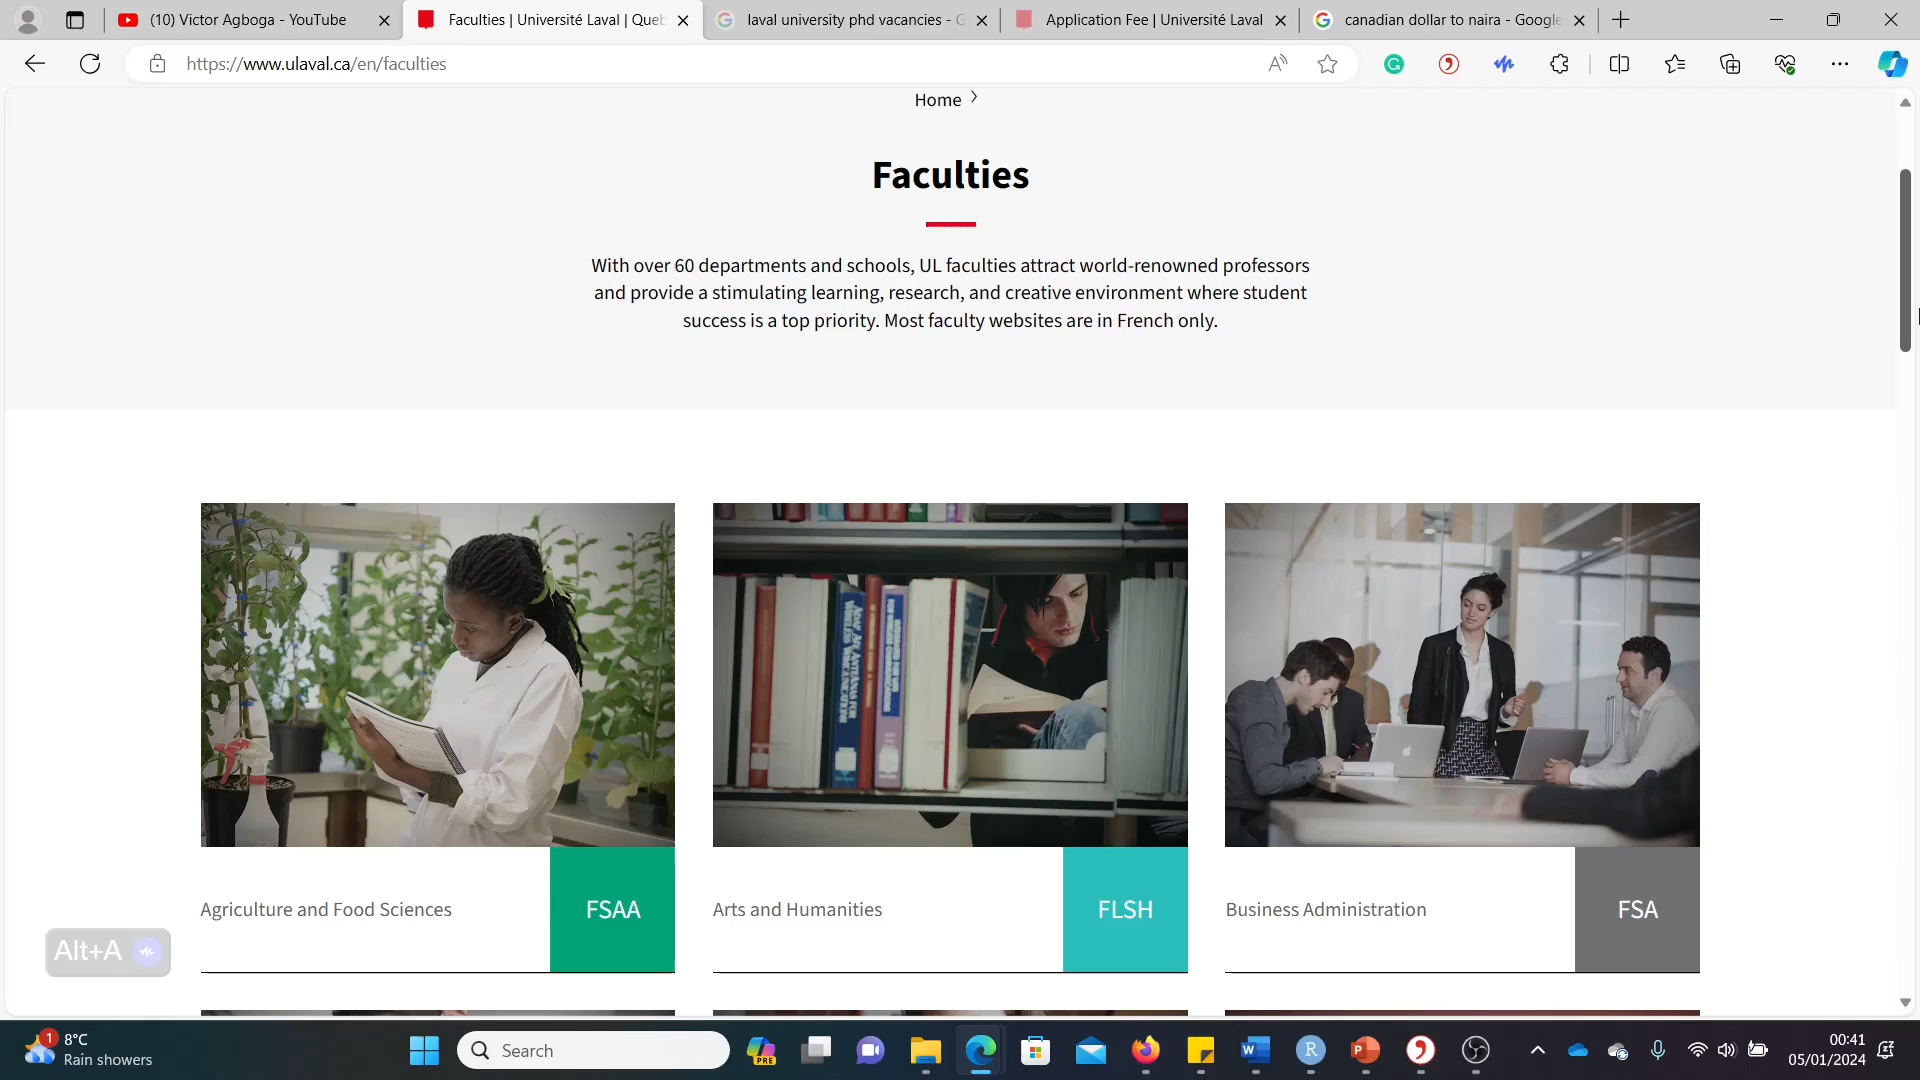 (10) Victor Agboga - YouTube
Faculties | Université Laval | Queb
laval university phd vacancies - G
Application Fee | Université Laval
canadian dollar to naira - Google
https://www.ulaval.ca/en/faculties
Home
Faculties
With over 60 departments and schools, UL faculties attract world-renowned professors
and provide a stimulating learning, research, and creative environment where student
success is a top priority. Most faculty websites are in French only.
Agriculture and Food Sciences
FSAA
Arts and Humanities
FLSH
Business Administration
FSA
Alt+A
1
8°C
Rain showers
Search
PRE
00:41
05/01/2024